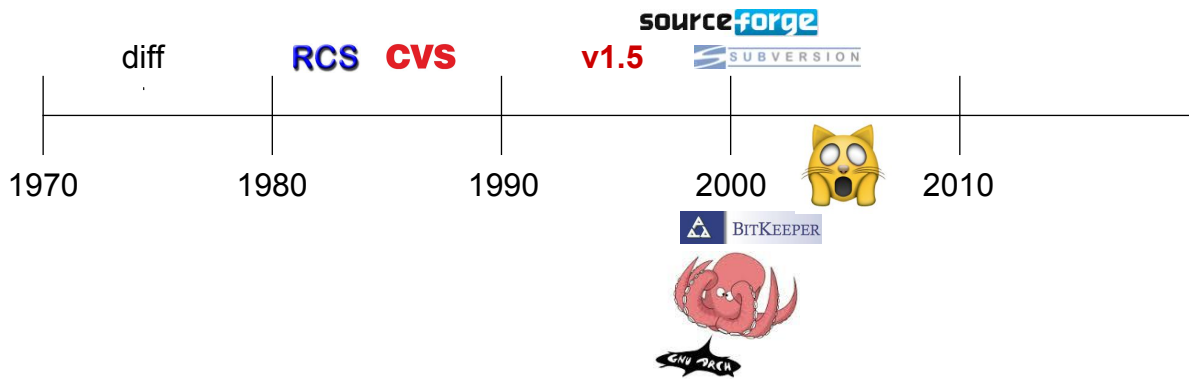 sourceforge
diff RCS CVS v1.5 SUBVERSION
1970 1980 1990 2000 2010
BITKEEPER
GNU ARCH